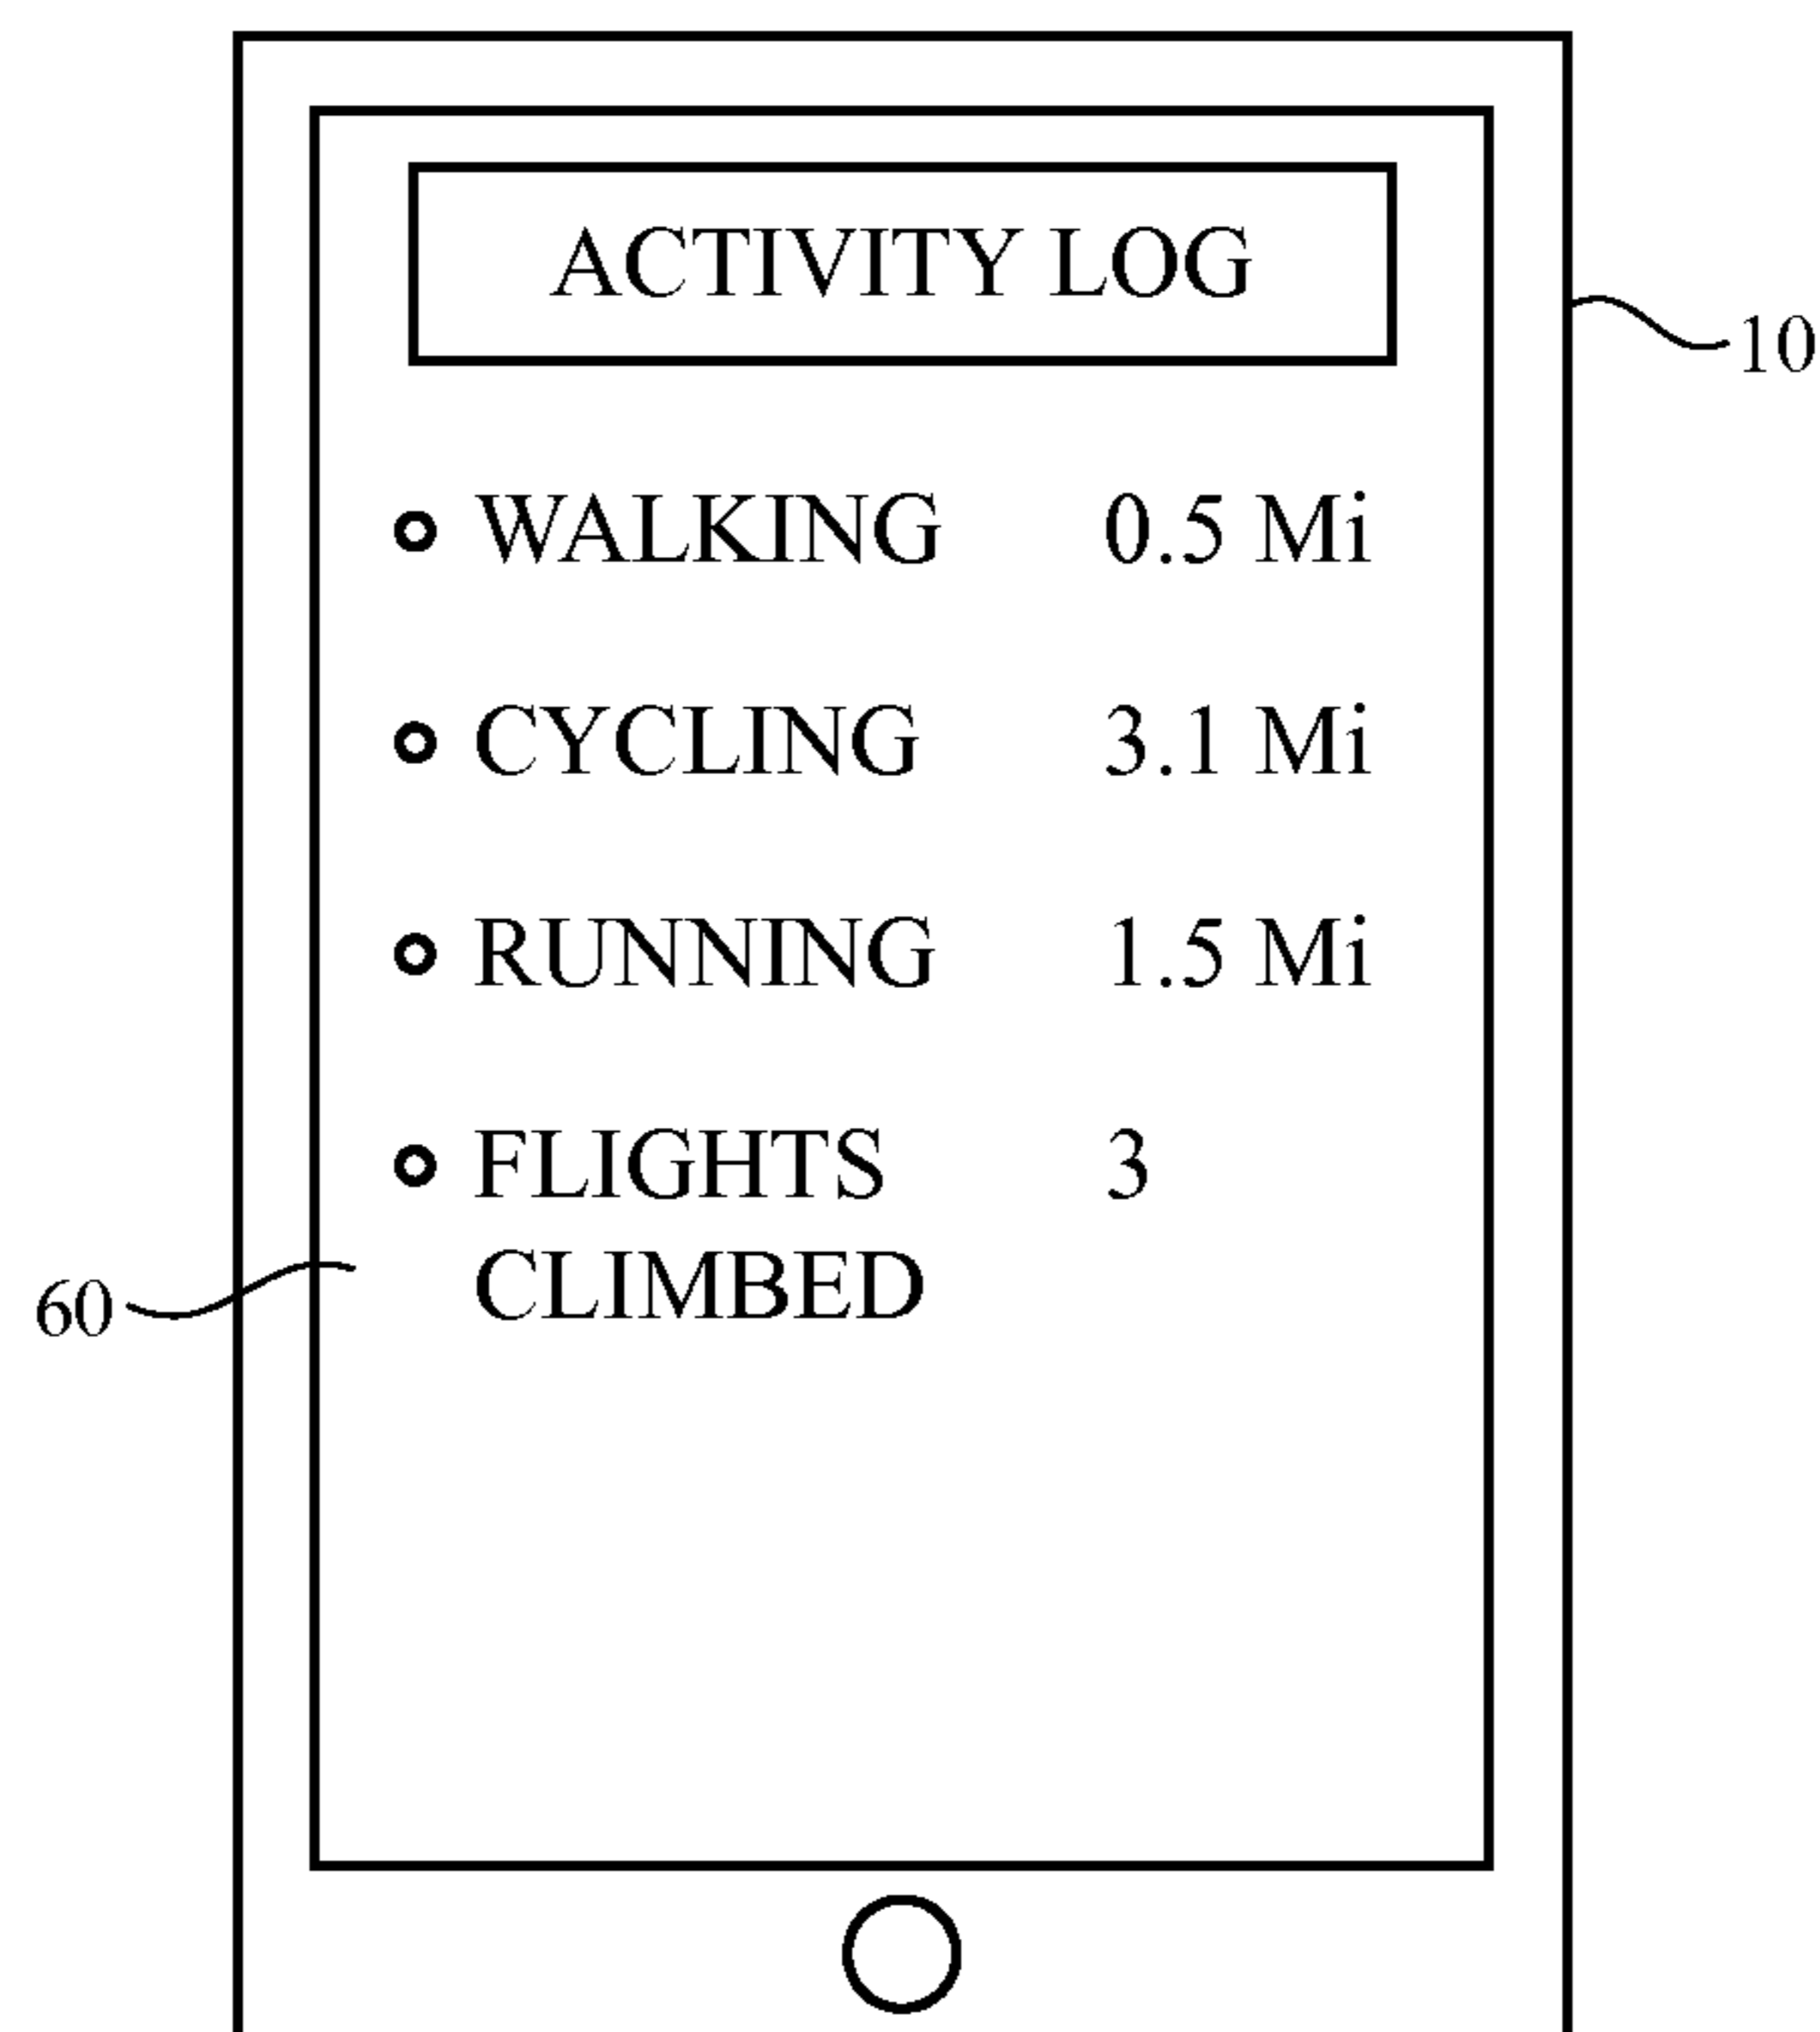 ACTIVITY LOG
10
WALKING 0.5 Mi
CYCLING 3.1 Mi
RUNNING 1.5 Mi
FLIGHTS 3
CLIMBED
60